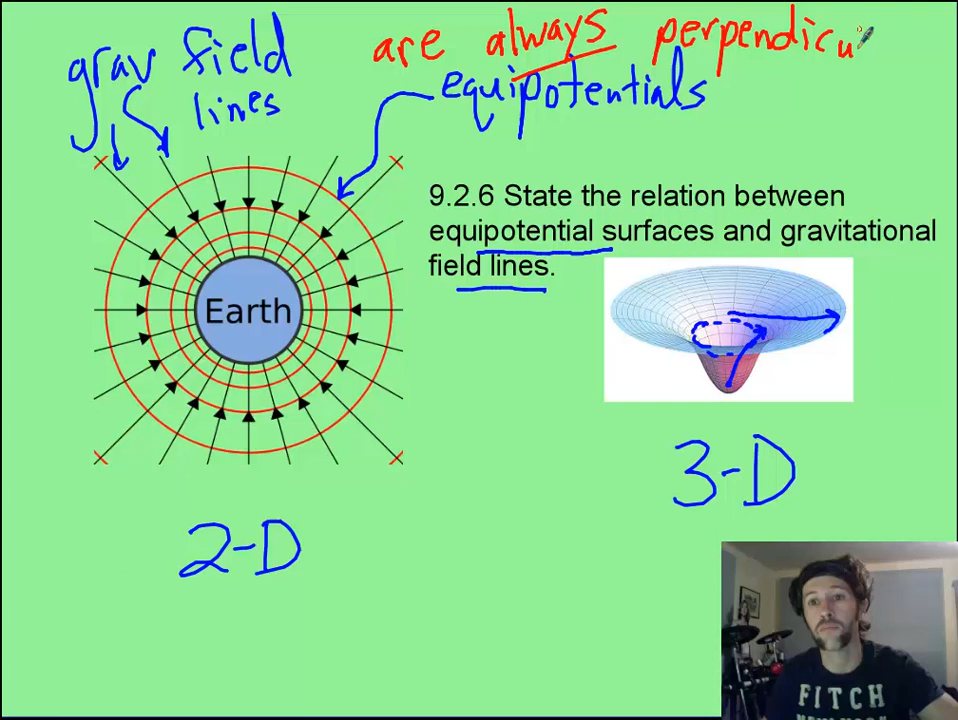 grav field
lines
are always perpendicu
equipotentials
9.2.6 State the relation between
equipotential surfaces and gravitational
field lines.
Earth
3-D
2-D
FITCH